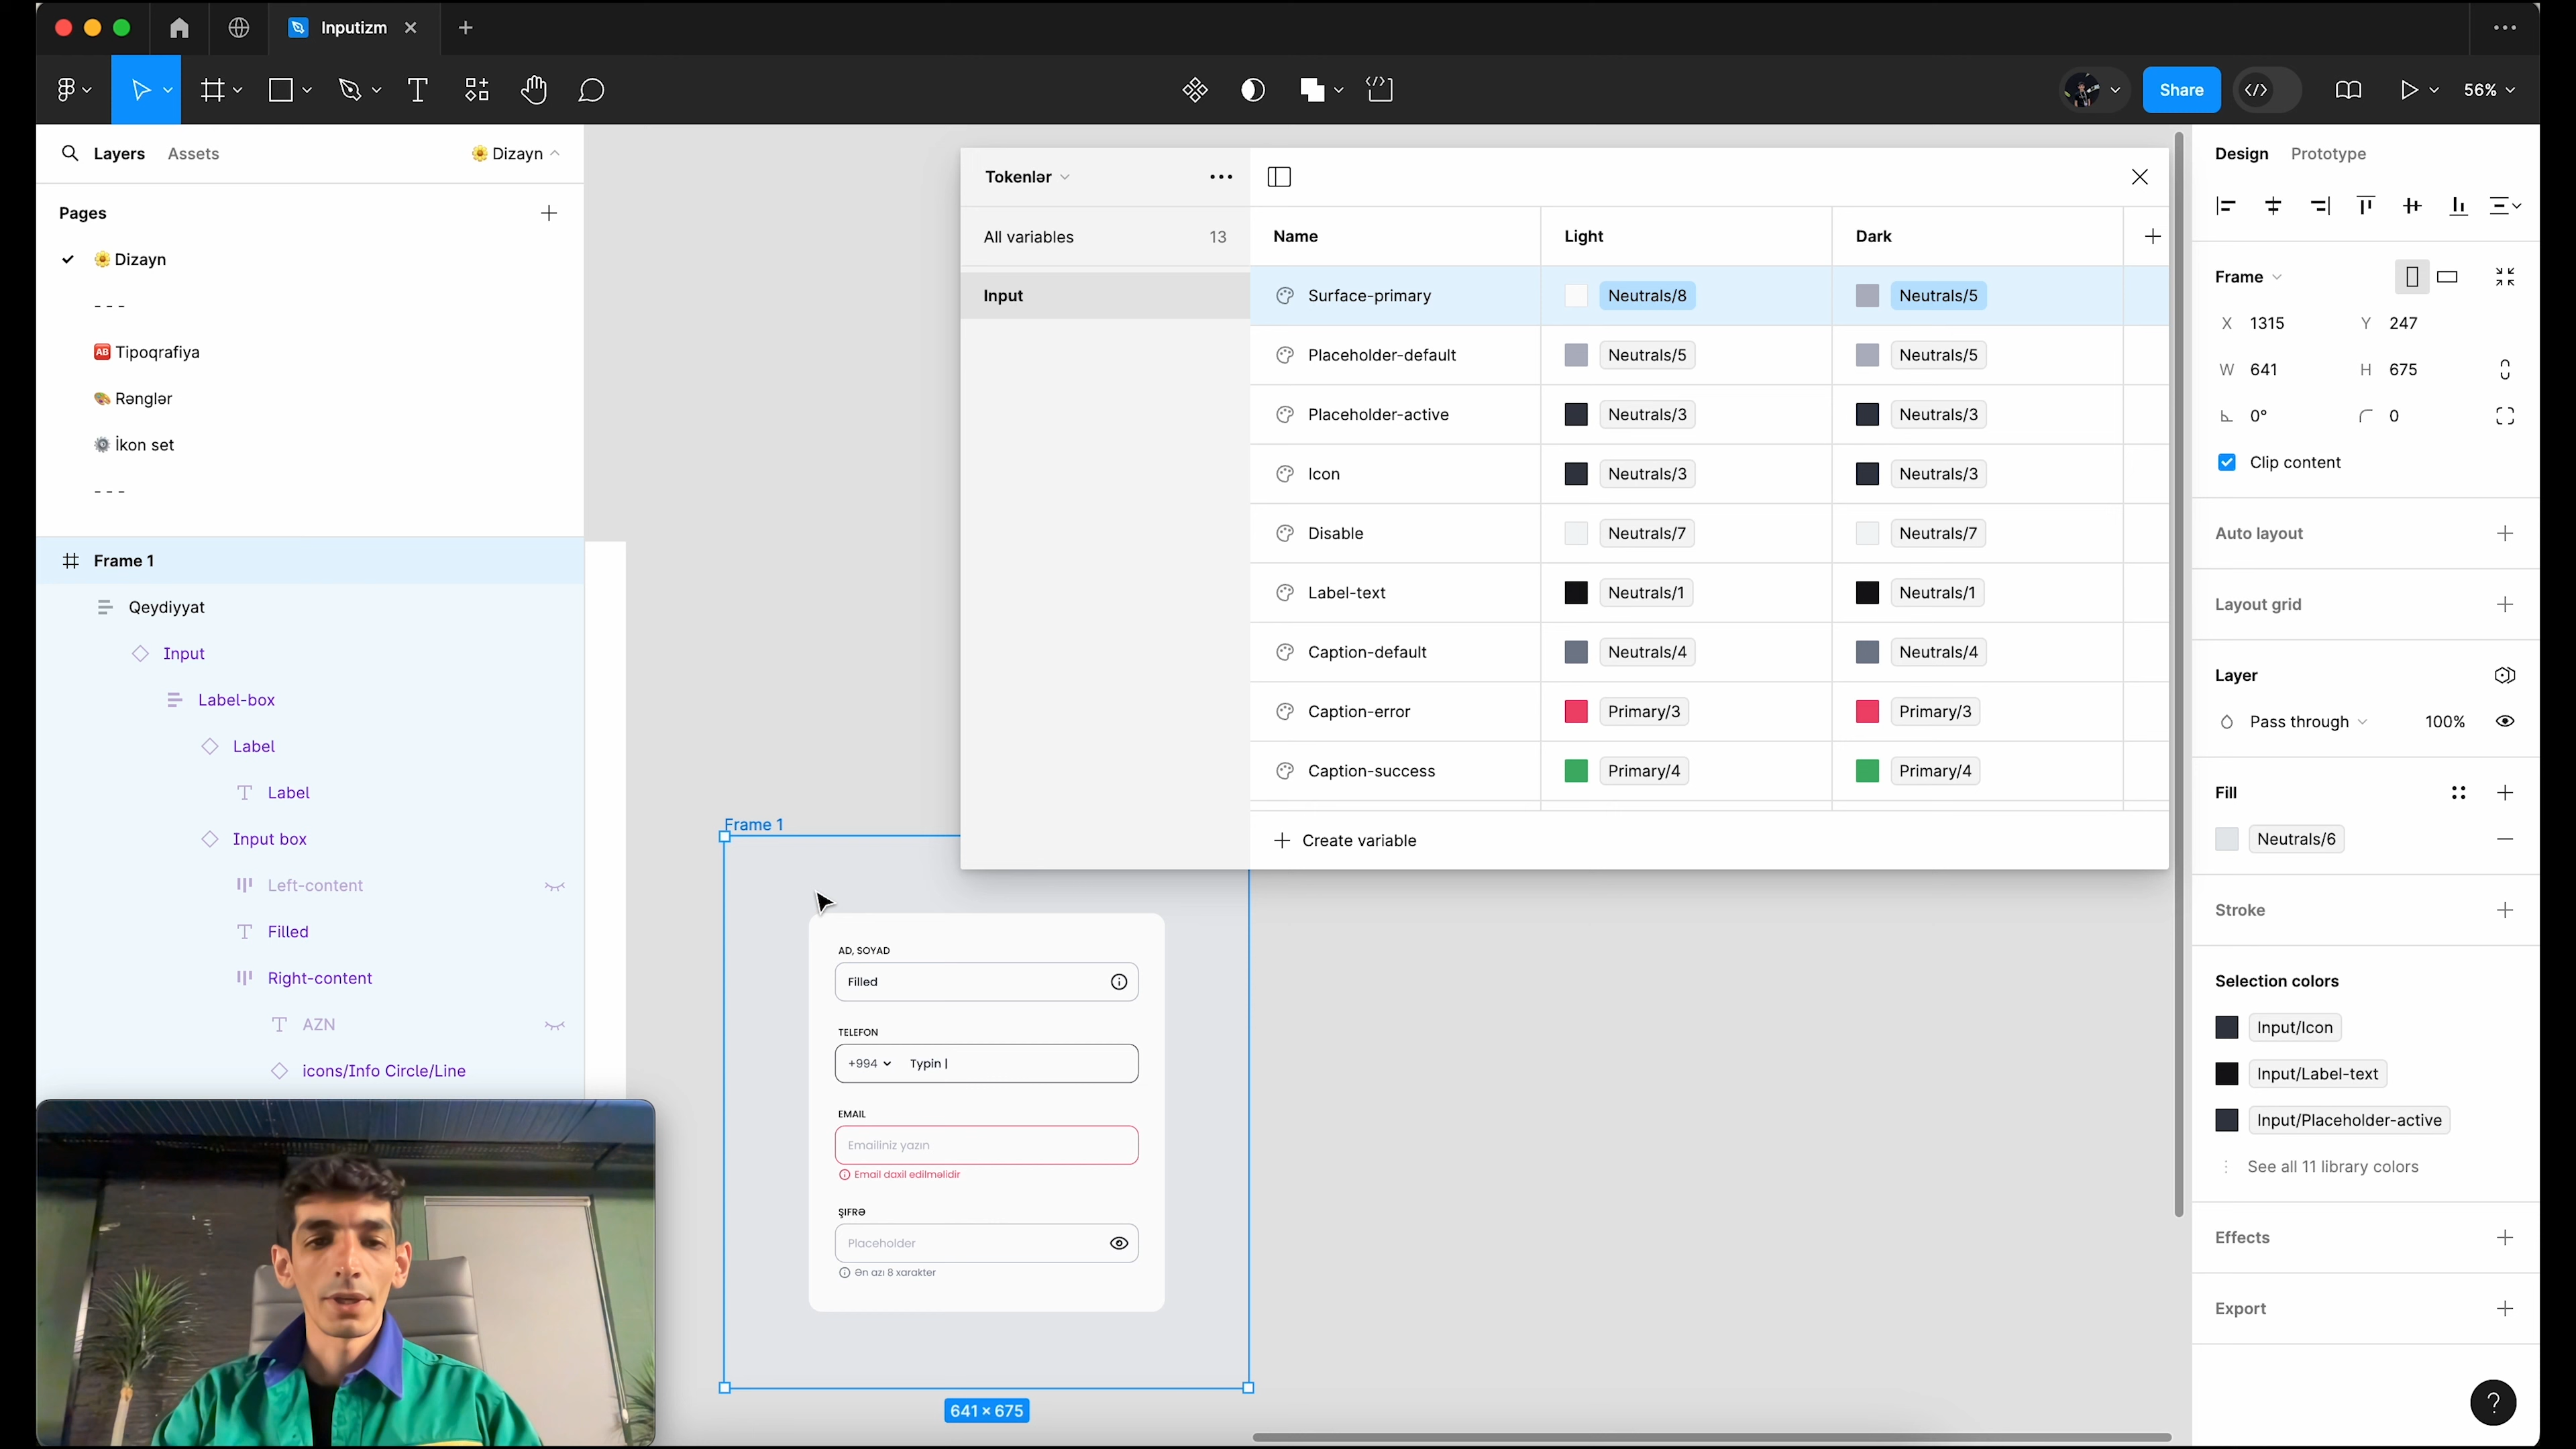 Inputizm
Share
56%
Layers
Assets
🌼 Dizayn
Pages
🌼 Dizayn
- - -
🆎 Tipoqrafiya
🎨 Rənglər
⚙️ İkon set
- - -
Frame 1
Qeydiyyat
Input
Label-box
Label
T Label
Input box
Left-content
T Filled
Right-content
T AZN
icons/Info Circle/Line
Tokenlər
All variables 13
Input
Name Light Dark
Surface-primary Neutrals/8 Neutrals/5
Placeholder-default Neutrals/5 Neutrals/5
Placeholder-active Neutrals/3 Neutrals/3
Icon Neutrals/3 Neutrals/3
Disable Neutrals/7 Neutrals/7
Label-text Neutrals/1 Neutrals/1
Caption-default Neutrals/4 Neutrals/4
Caption-error Primary/3 Primary/3
Caption-success Primary/4 Primary/4
Create variable
Frame 1
AD, SOYAD
Filled
TELEFON
+994 Typin |
EMAIL
Emailiniz yazın
Email daxil edilməlidir
ŞIFRƏ
Placeholder
Ən azı 8 xarakter
641 × 675
Design Prototype
Frame
X 1315 Y 247
W 641 H 675
0° 0
Clip content
Auto layout
Layout grid
Layer
Pass through 100%
Fill
Neutrals/6
Stroke
Selection colors
Input/Icon
Input/Label-text
Input/Placeholder-active
See all 11 library colors
Effects
Export
?